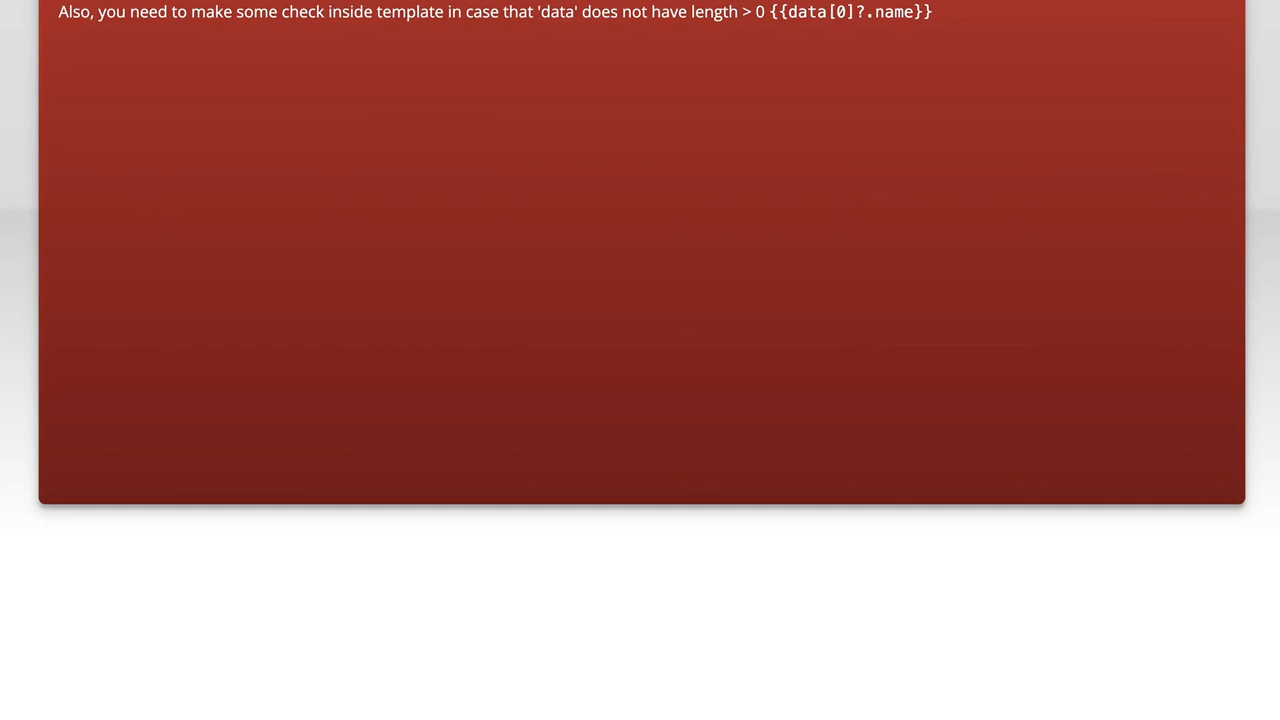 Also, you need to make some check inside template in case that 'data' does not have length > 0 {{data[0]?.name}}